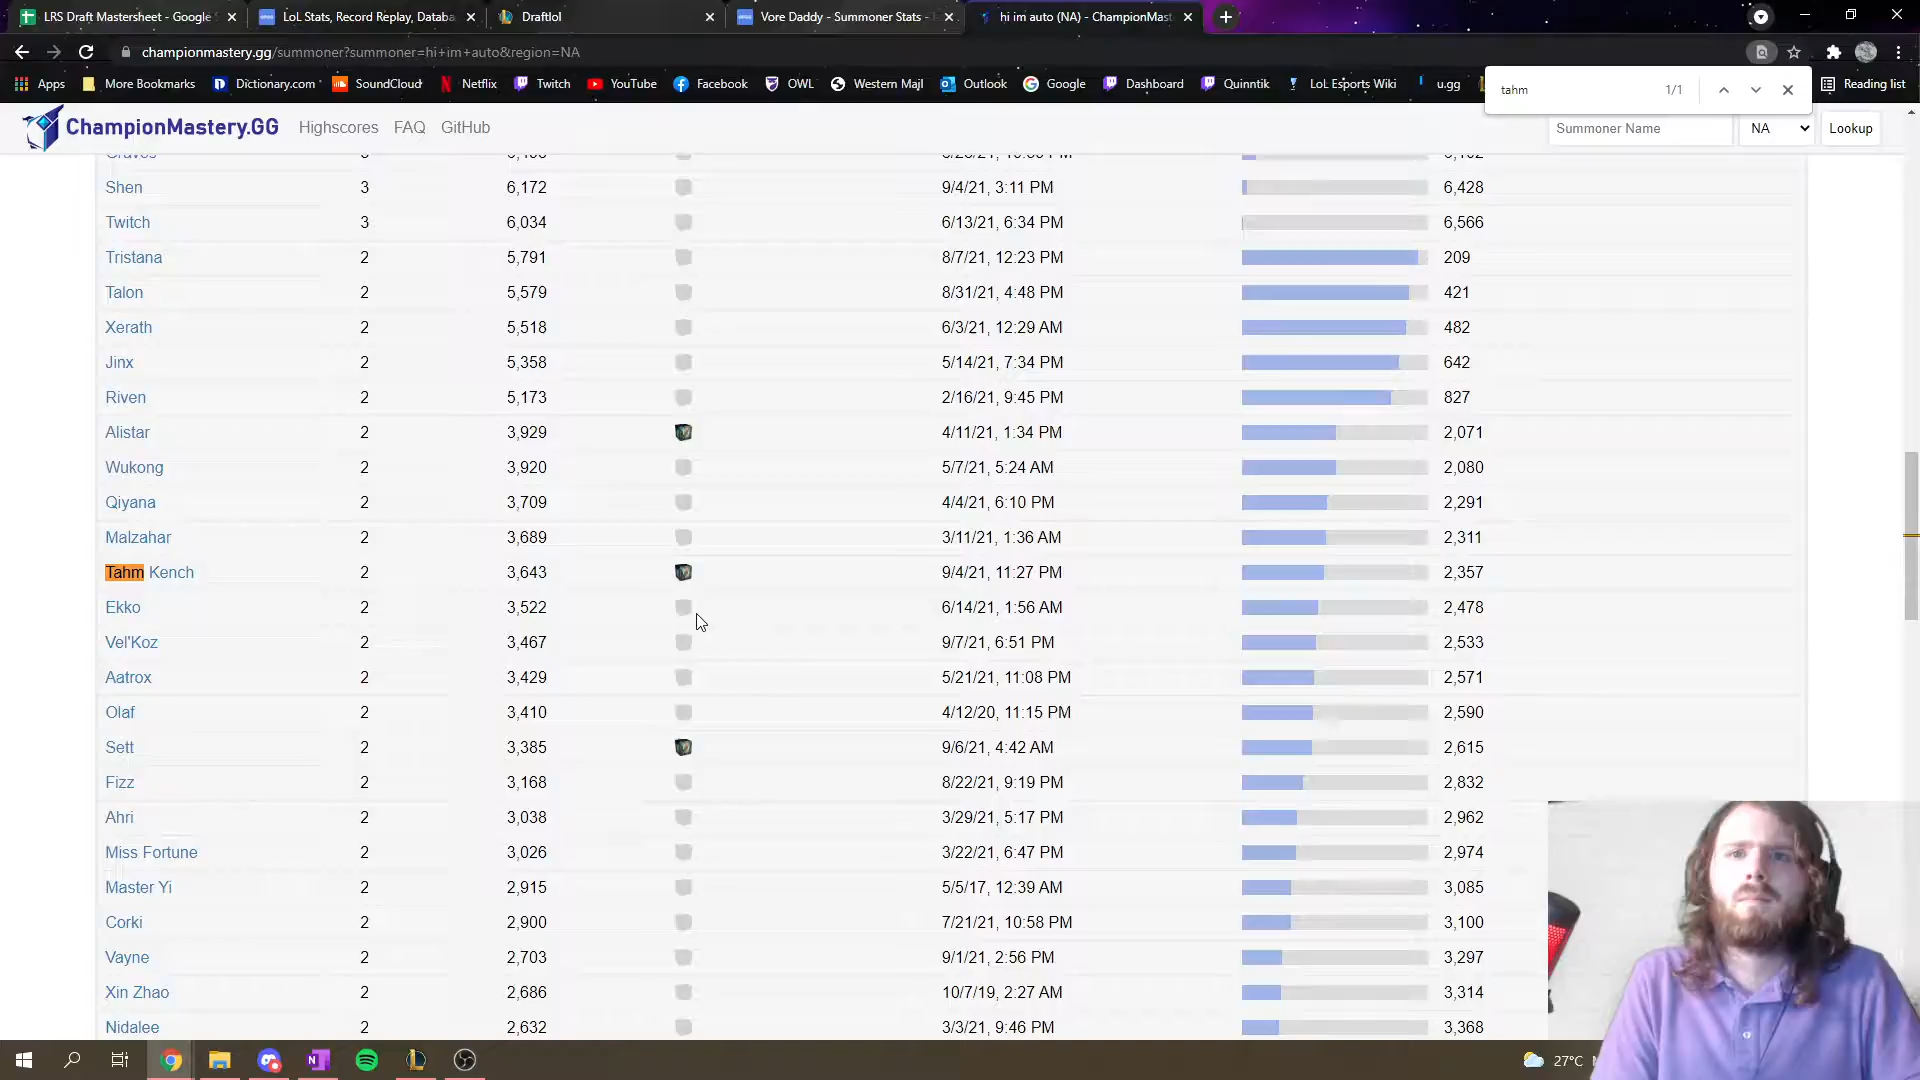 LRS Draft Mastersheet - Google
LoL Stats, Record Replay, Databa
Draftlol
Vore Daddy - Summoner Stats -
hi im auto (NA) - ChampionMast
championmastery.gg/summoner?summoner=hi+im+auto&region=NA
Apps
More Bookmarks
Dictionary.com
SoundCloud
Netflix
Twitch
YouTube
Facebook
OWL
Western Majl
Outlook
Google
Dashboard
Quinntik
LoL Esports Wiki
u.gg
Reading list
tahm 1/1
ChampionMastery.GG Highscores FAQ GitHub Summoner Name NA Lookup
Shen 3 6,172 9/4/21, 3:11 PM 6,428
Twitch 3 6,034 6/13/21, 6:34 PM 6,566
Tristana 2 5,791 8/7/21, 12:23 PM 209
Talon 2 5,579 8/31/21, 4:48 PM 421
Xerath 2 5,518 6/3/21, 12:29 AM 482
Jinx 2 5,358 5/14/21, 7:34 PM 642
Riven 2 5,173 2/16/21, 9:45 PM 827
Alistar 2 3,929 4/11/21, 1:34 PM 2,071
Wukong 2 3,920 5/7/21, 5:24 AM 2,080
Qiyana 2 3,709 4/4/21, 6:10 PM 2,291
Malzahar 2 3,689 3/11/21, 1:36 AM 2,311
Tahm Kench 2 3,643 9/4/21, 11:27 PM 2,357
Ekko 2 3,522 6/14/21, 1:56 AM 2,478
Vel'Koz 2 3,467 9/7/21, 6:51 PM 2,533
Aatrox 2 3,429 5/21/21, 11:08 PM 2,571
Olaf 2 3,410 4/12/20, 11:15 PM 2,590
Sett 2 3,385 9/6/21, 4:42 AM 2,615
Fizz 2 3,168 8/22/21, 9:19 PM 2,832
Ahri 2 3,038 3/29/21, 5:17 PM 2,962
Miss Fortune 2 3,026 3/22/21, 6:47 PM 2,974
Master Yi 2 2,915 5/5/17, 12:39 AM 3,085
Corki 2 2,900 7/21/21, 10:58 PM 3,100
Vayne 2 2,703 9/1/21, 2:56 PM 3,297
Xin Zhao 2 2,686 10/7/19, 2:27 AM 3,314
Nidalee 2 2,632 3/3/21, 9:46 PM 3,368
27°C